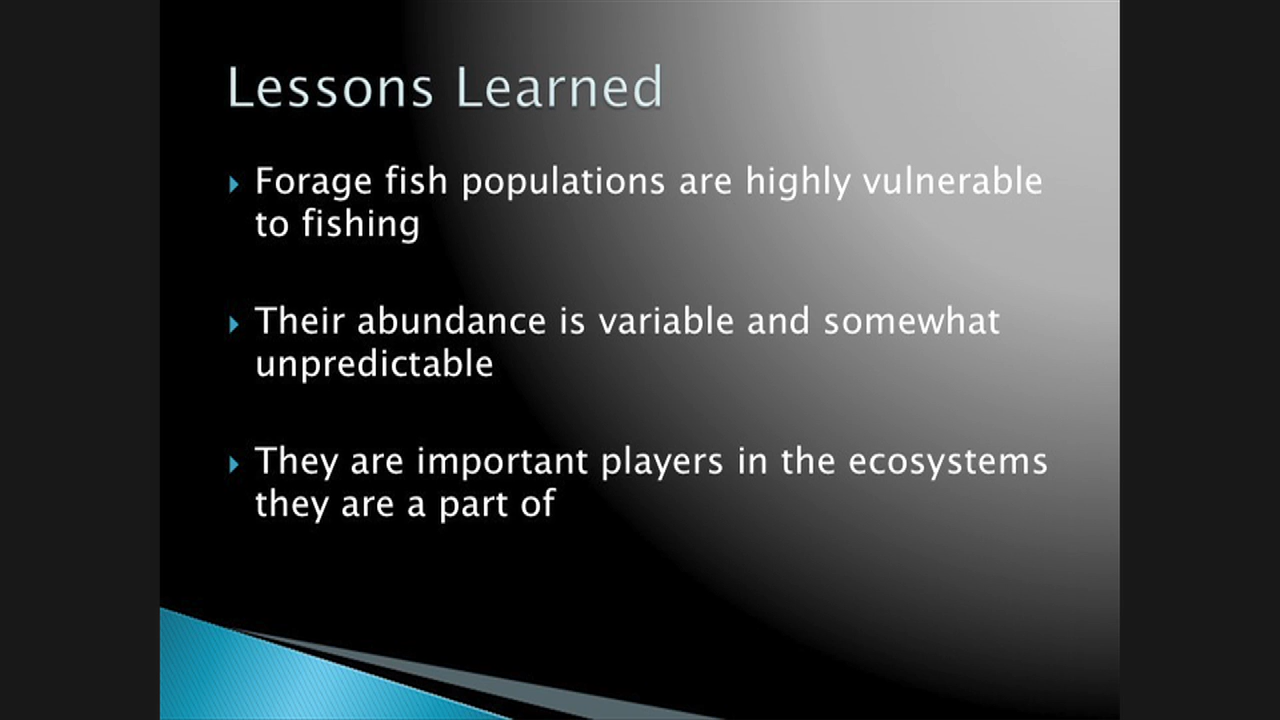 Lessons Learned
Forage fish populations are highly vulnerable
to fishing
Their abundance is variable and somewhat
unpredictable
They are important players in the ecosystems
they are a part of